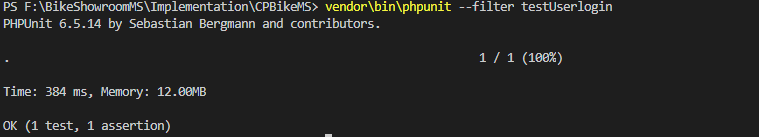 PS F:\BikeShowroomMS\Implementation\CPBikeMS> vendor\bin\phpunit --filter testUserlogin
PHPUnit 6.5.14 by Sebastian Bergmann and contributors.
. 1 / 1 (100%)
Time: 384 ms, Memory: 12.00MB
OK (1 test, 1 assertion)